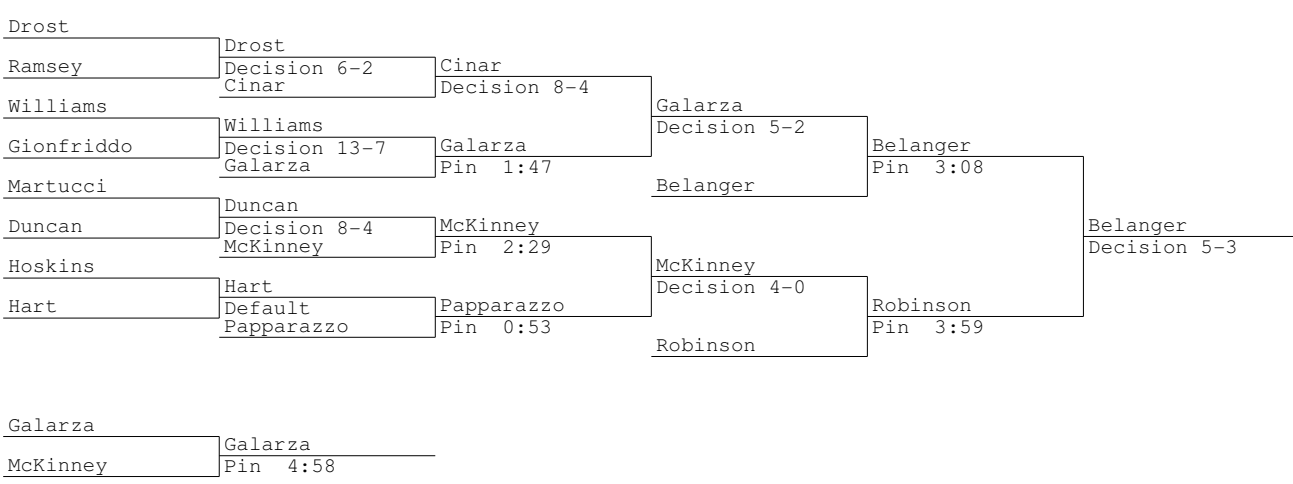 Drost
Drost
Ramsey
Decision 6-2
Cinar
Cinar
Decision 8-4
Williams
Galarza
Williams
Decision 5-2
Gionfriddo
Decision 13-7
Galarza
Belanger
Galarza
Pin 1:47
Pin 3:08
Martucci
Belanger
Duncan
Duncan
Decision 8-4
McKinney
Belanger
McKinney
Pin 2:29
Decision 5-3
Hoskins
McKinney
Hart
Decision 4-0
Hart
Default
Papparazzo
Robinson
Papparazzo
Pin 0:53
Pin 3:59
Robinson
Galarza
Galarza
McKinney
Pin 4:58